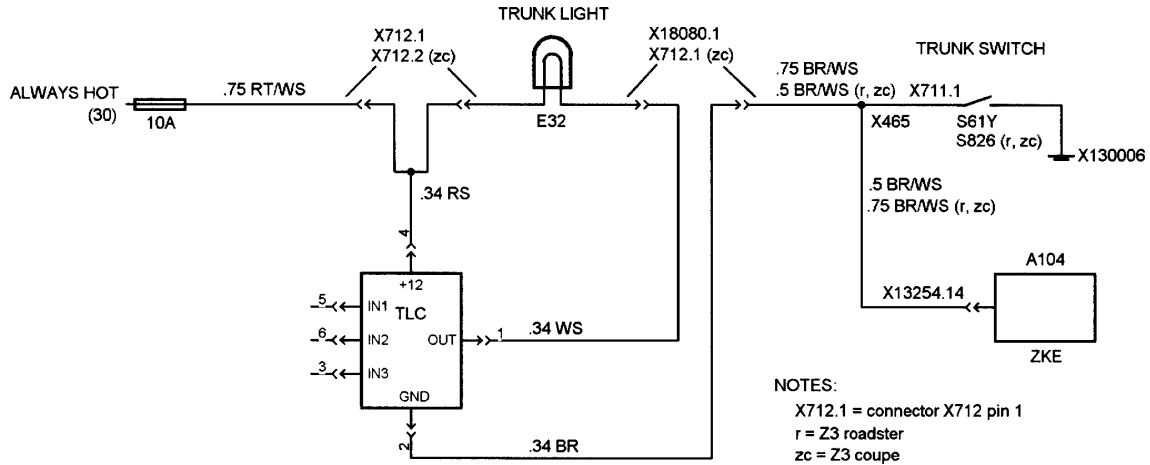 TRUNK LIGHT
X712.1
X712.2 (zc)
X18080.1
X712.1 (zc)
TRUNK SWITCH
ALWAYS HOT
(30)
10A
.75 RT/WS
E32
.75 BR/WS
.5 BR/WS (r, zc)
X711.1
X465
S61Y
S826 (r, zc)
X130006
.34 RS
.5 BR/WS
.75 BR/WS (r, zc)
4
+12
TLC
5
IN1
6
IN2
3
IN3
OUT
1
.34 WS
GND
2
.34 BR
X13254.14
A104
ZKE
NOTES:
X712.1 = connector X712 pin 1
r = Z3 roadster
zc = Z3 coupe